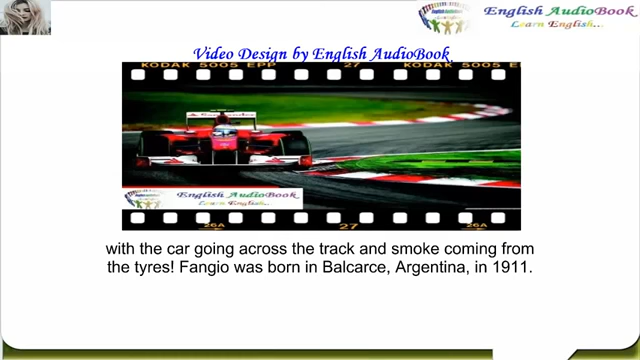 English AudioBook
Learn English...
Video Design by English AudioBook
KODAK 5005 EPP 27 KODAK 5005 E
Santander
English AudioBook
Learn English...
26A 27 26A
with the car going across the track and smoke coming from
the tyres! Fangio was born in Balcarce, Argentina, in 1911.